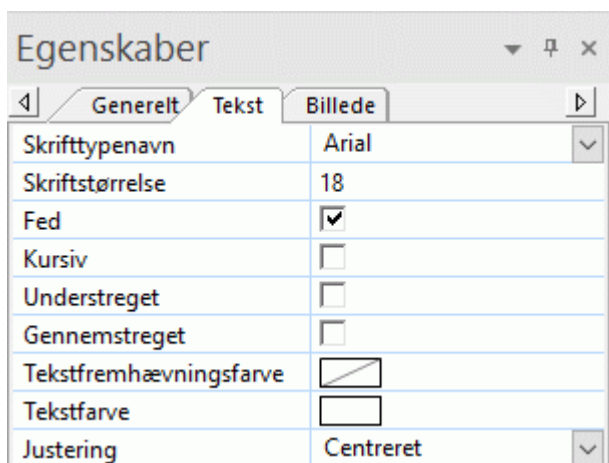 Egenskaber
Generelt Tekst Billede
Skrifttypenavn Arial
Skriftstørrelse 18
Fed
Kursiv
Understreget
Gennemstreget
Tekstfremhævningsfarve
Tekstfarve
Justering Centreret